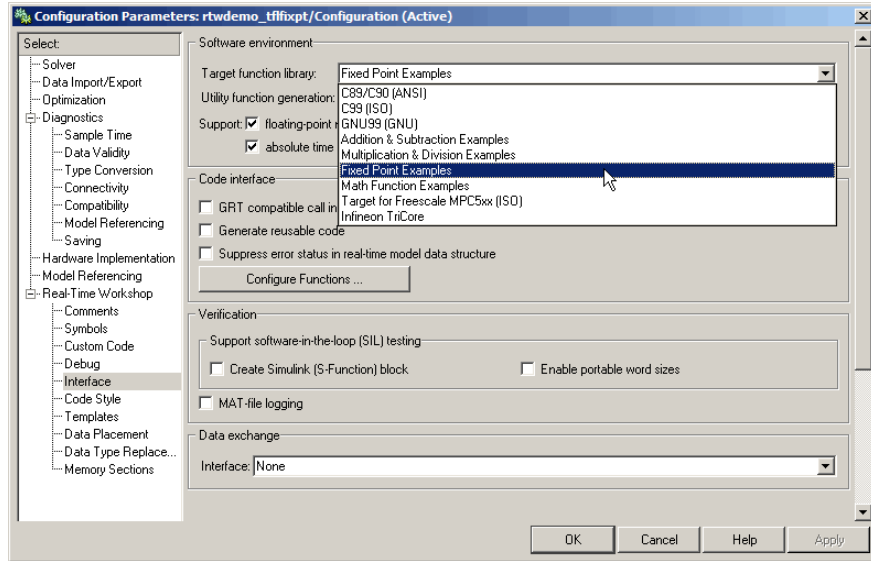 Configuration Parameters: rtwdemo_tflfixpt/Configuration (Active)
Select:
Solver
Data Import/Export
Optimization
Diagnostics
Sample Time
Data Validity
Type Conversion
Connectivity
Compatibility
Model Referencing
Saving
Hardware Implementation
Model Referencing
Real-Time Workshop
Comments
Symbols
Custom Code
Debug
Interface
Code Style
Templates
Data Placement
Data Type Replace...
Memory Sections
Software environment
Target function library: Fixed Point Examples
Utility function generation:
Support: floating-point
absolute time
C89/C90 (ANSI)
C99 (ISO)
GNU99 (GNU)
Addition & Subtraction Examples
Multiplication & Division Examples
Fixed Point Examples
Math Function Examples
Target for Freescale MPC5xx (ISO)
Infineon TriCore
Code interface
GRT compatible call in
Generate reusable code
Suppress error status in real-time model data structure
Configure Functions ...
Verification
Support software-in-the-loop (SIL) testing
Create Simulink (S-Function) block
Enable portable word sizes
MAT-file logging
Data exchange
Interface: None
OK
Cancel
Help
Apply